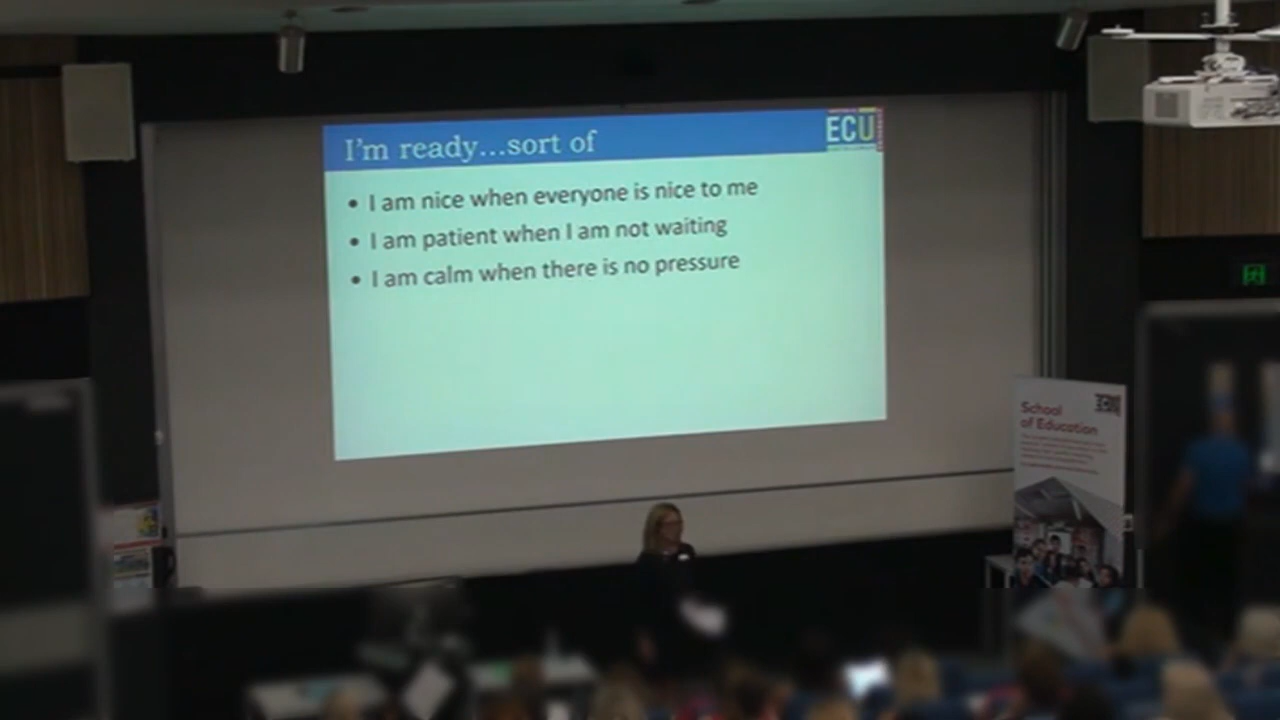 I'm ready...sort of
ECU
• I am nice when everyone is nice to me
• I am patient when I am not waiting
• I am calm when there is no pressure
School
of Education